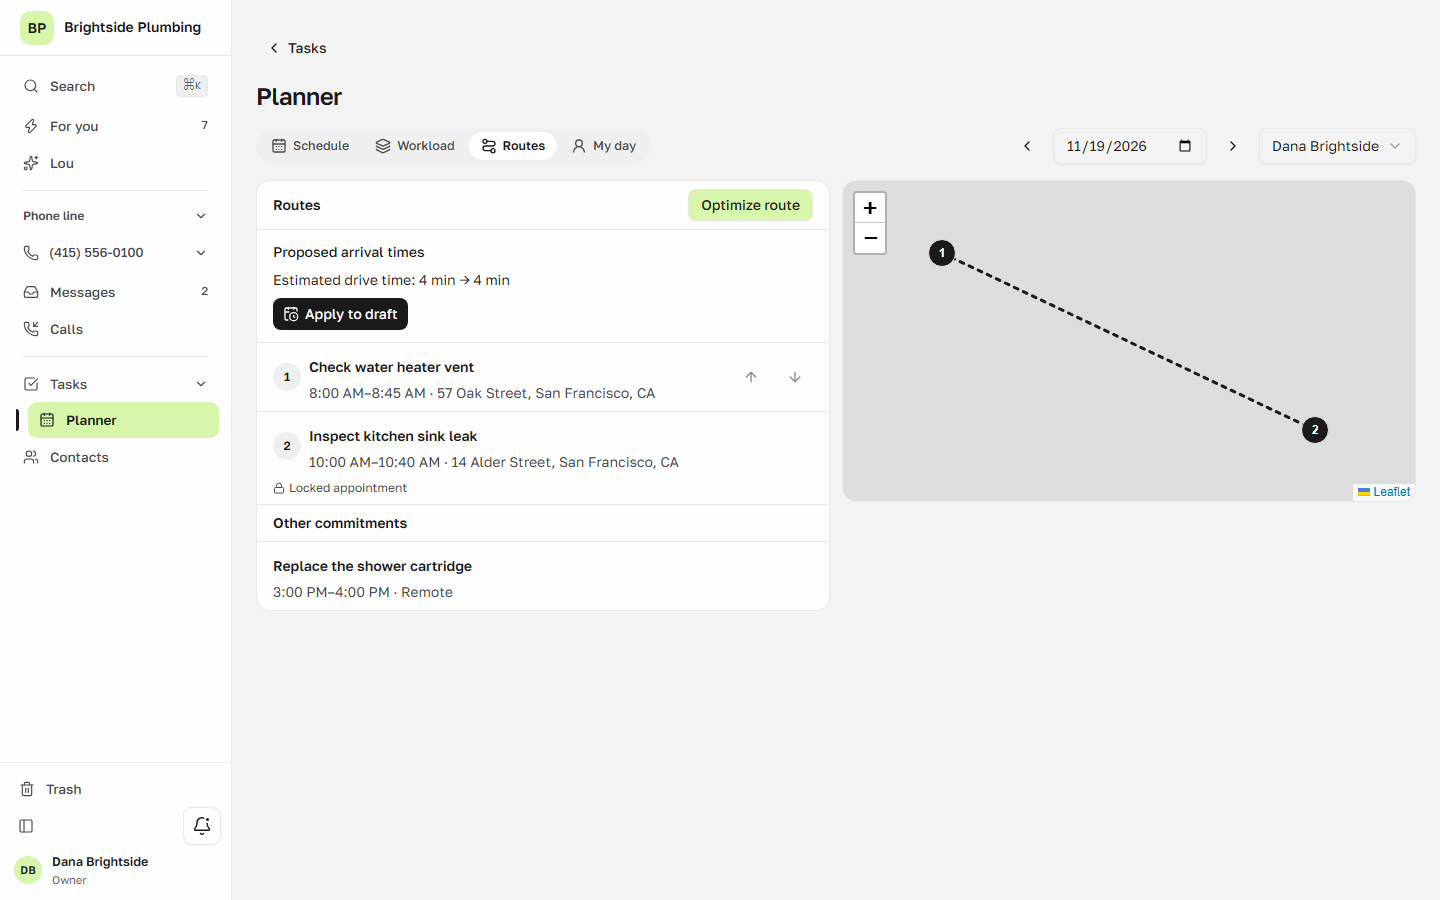 BP Brightside Plumbing
Search ⌘K
For you 7
Lou
Phone line
(415) 556-0100
Messages 2
Calls
Tasks
Planner
Contacts
Trash
DB Dana Brightside
Owner
Tasks
Planner
Schedule Workload Routes My day
11/19/2026
Dana Brightside
Routes Optimize route
Proposed arrival times
Estimated drive time: 4 min → 4 min
Apply to draft
1 Check water heater vent
8:00 AM–8:45 AM · 57 Oak Street, San Francisco, CA
2 Inspect kitchen sink leak
10:00 AM–10:40 AM · 14 Alder Street, San Francisco, CA
Locked appointment
Other commitments
Replace the shower cartridge
3:00 PM–4:00 PM · Remote
+
−
1
2
Leaflet